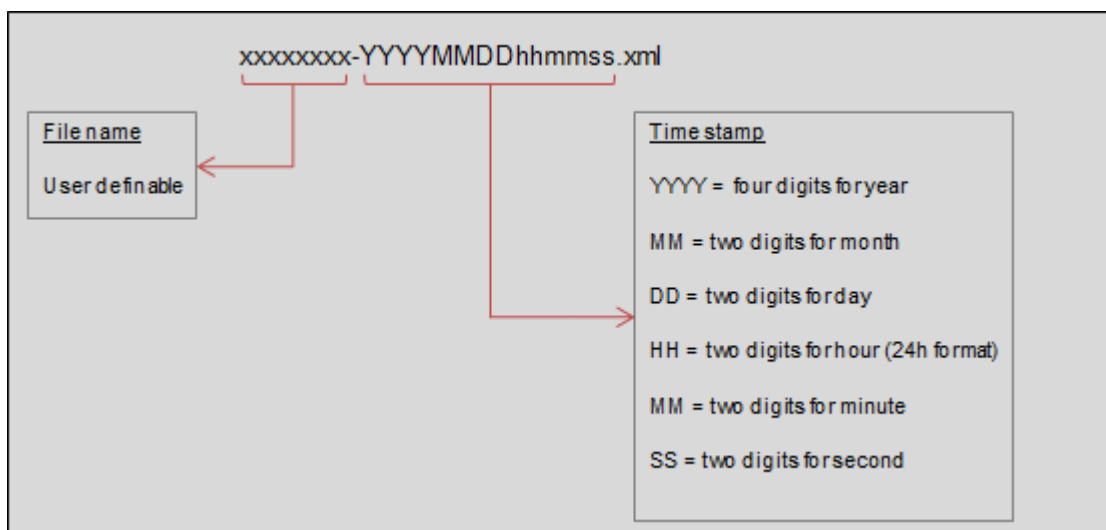 xxxxxxxx-YYYYMMDDhhmmss.xml
File name
User definable
Time stamp
YYYY = four digits for year
MM = two digits for month
DD = two digits for day
HH = two digits for hour (24h format)
MM = two digits for minute
SS = two digits for second